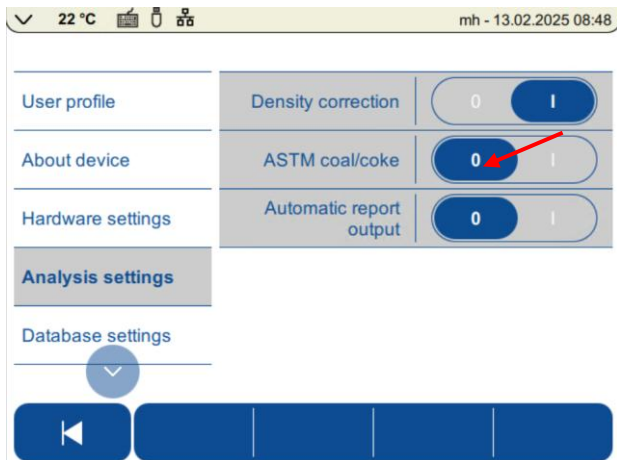 22 °C
mh - 13.02.2025 08:48
User profile
Density correction
0 I
About device
ASTM coal/coke
0 I
Hardware settings
Automatic report
output
0 I
Analysis settings
Database settings